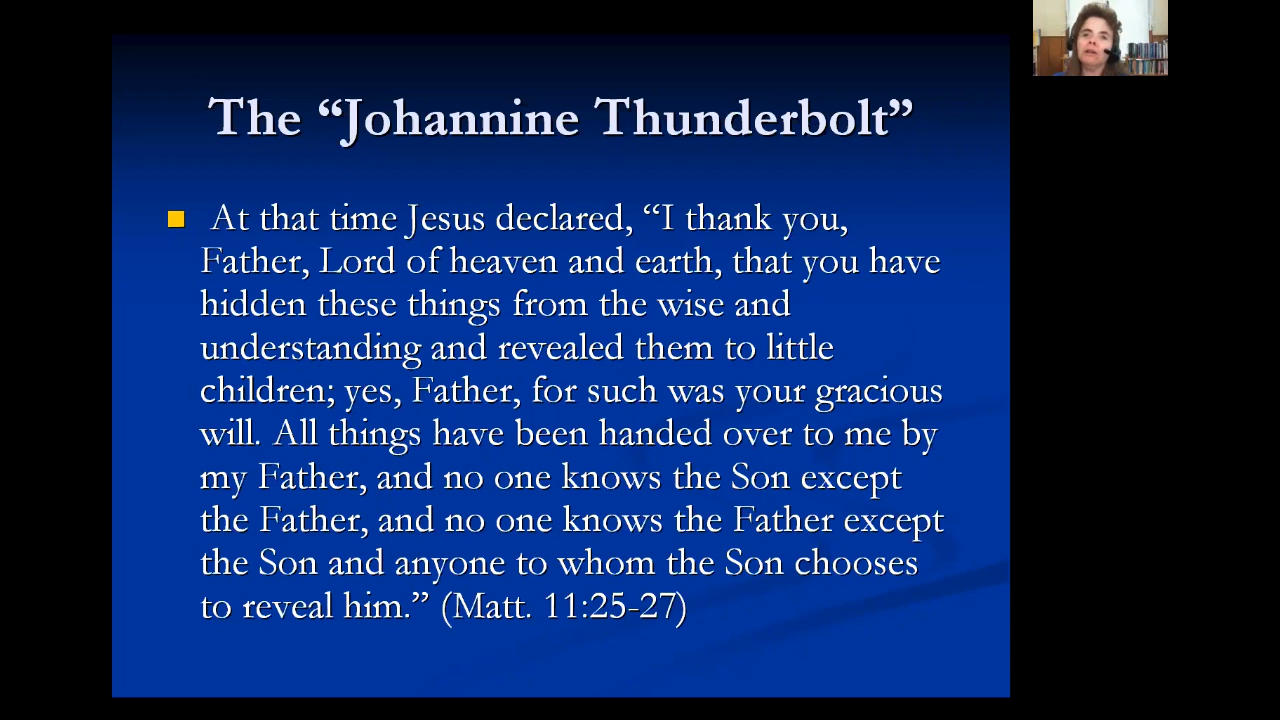 The “Johannine Thunderbolt”
At that time Jesus declared, “I thank you,
Father, Lord of heaven and earth, that you have
hidden these things from the wise and
understanding and revealed them to little
children; yes, Father, for such was your gracious
will. All things have been handed over to me by
my Father, and no one knows the Son except
the Father, and no one knows the Father except
the Son and anyone to whom the Son chooses
to reveal him.” (Matt. 11:25-27)